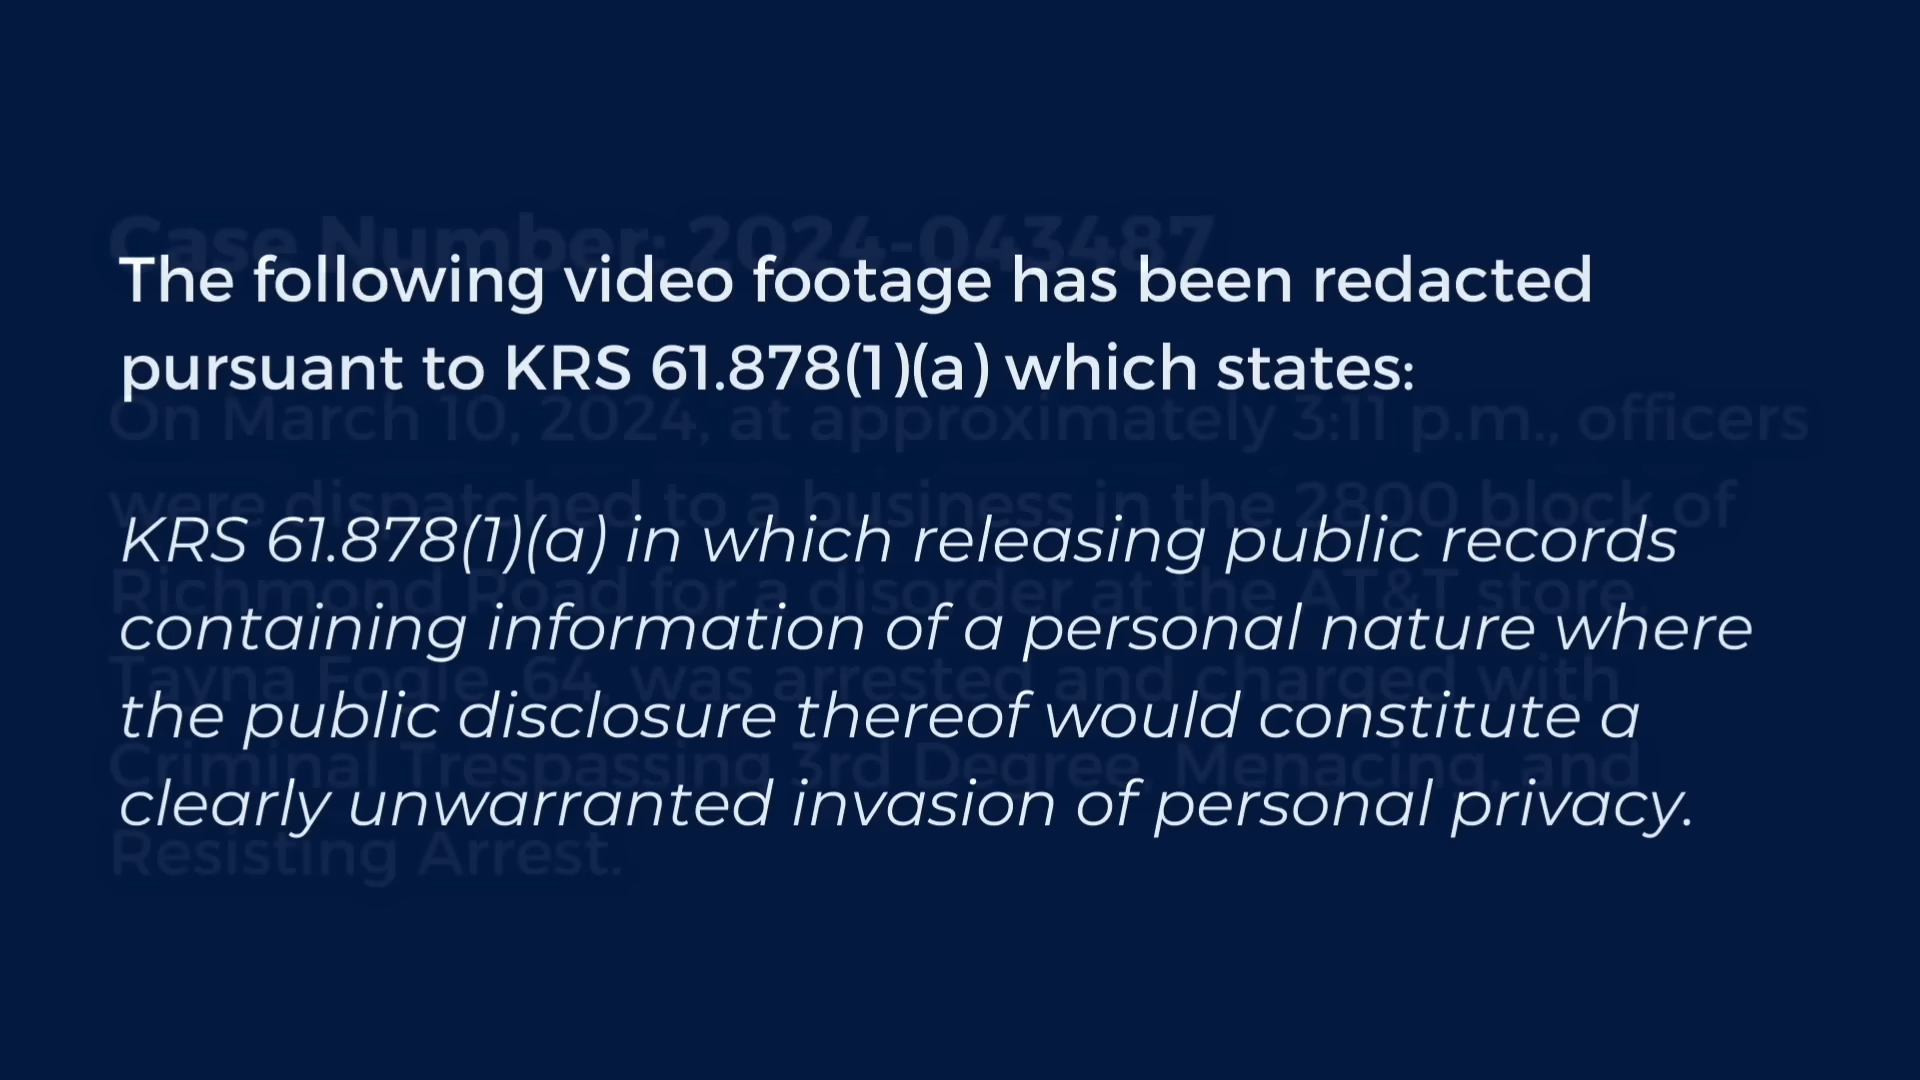 Case Number: 2024-043487
The following video footage has been redacted
pursuant to KRS 61.878(1)(a) which states:
On March 10, 2024, at approximately 3:11 p.m., officers
were dispatched to a business in the 2800 block of
KRS 61.878(1)(a) in which releasing public records
Richmond Road for a disorder at the AT&T store.
containing information of a personal nature where
Tayna Fogle, 64, was arrested and charged with
the public disclosure thereof would constitute a
Criminal Trespassing 3rd Degree, Menacing, and
clearly unwarranted invasion of personal privacy.
Resisting Arrest.